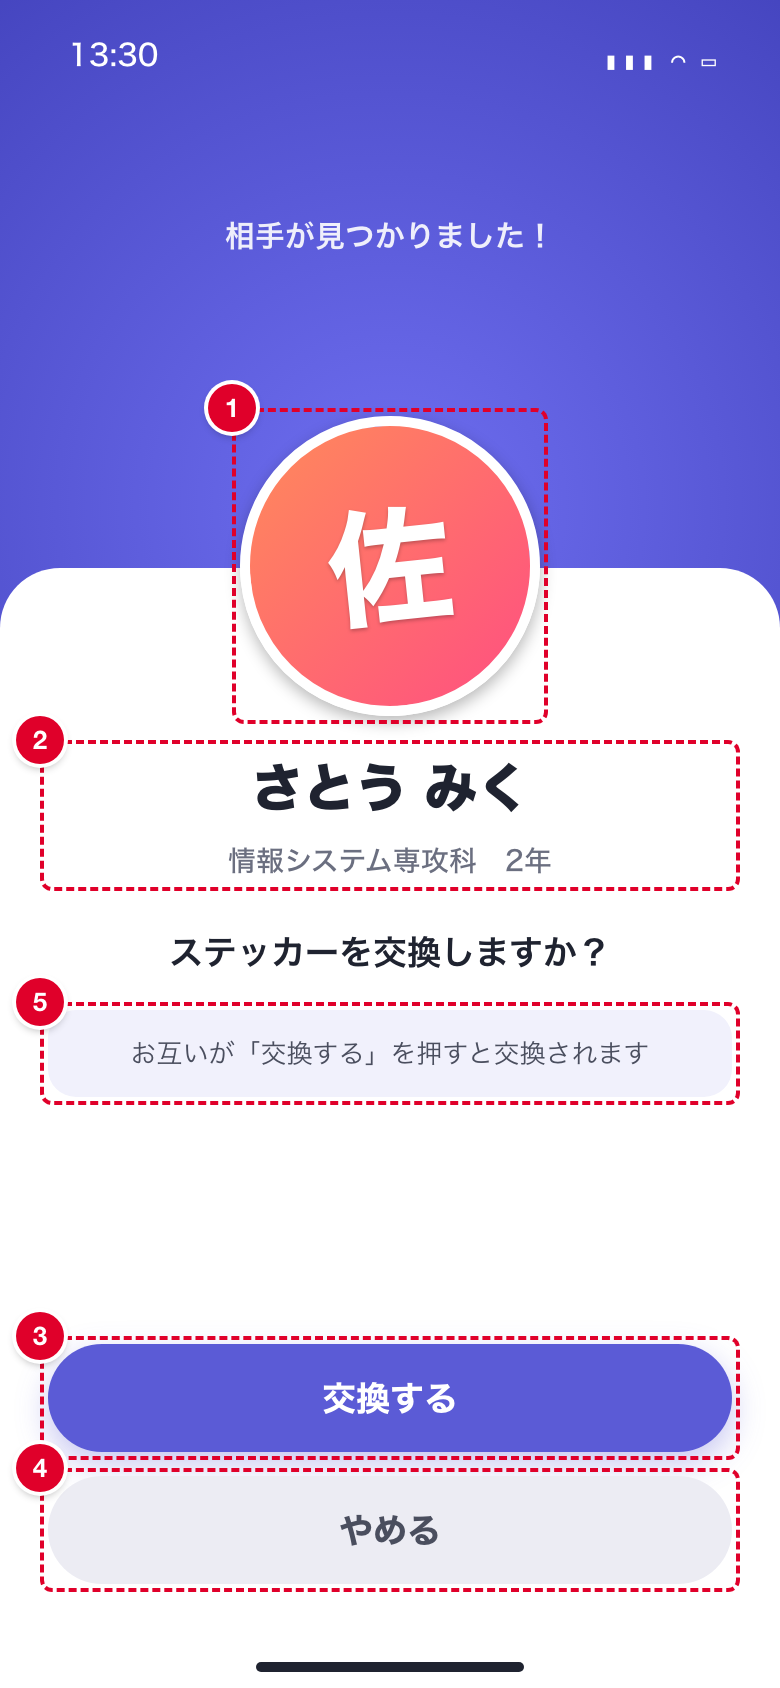 13:30
相手が見つかりました！
1
佐
2
さとう みく
情報システム専攻科　2年
ステッカーを交換しますか？
5
お互いが「交換する」を押すと交換されます
3
交換する
4
やめる